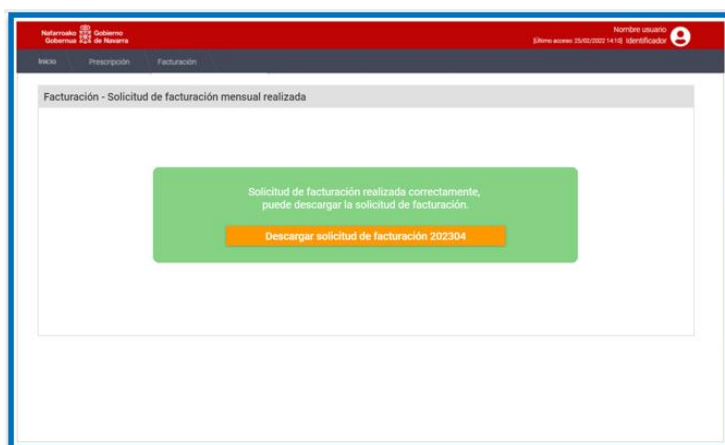 Nafarroako Gobierno
Gobernua de Navarra
Nombre usuario
[Último acceso: 25/02/2022 14:10] Identificador
Inicio Prescripción Facturación
Facturación - Solicitud de facturación mensual realizada
Solicitud de facturación realizada correctamente,
puede descargar la solicitud de facturación.
Descargar solicitud de facturación 202304